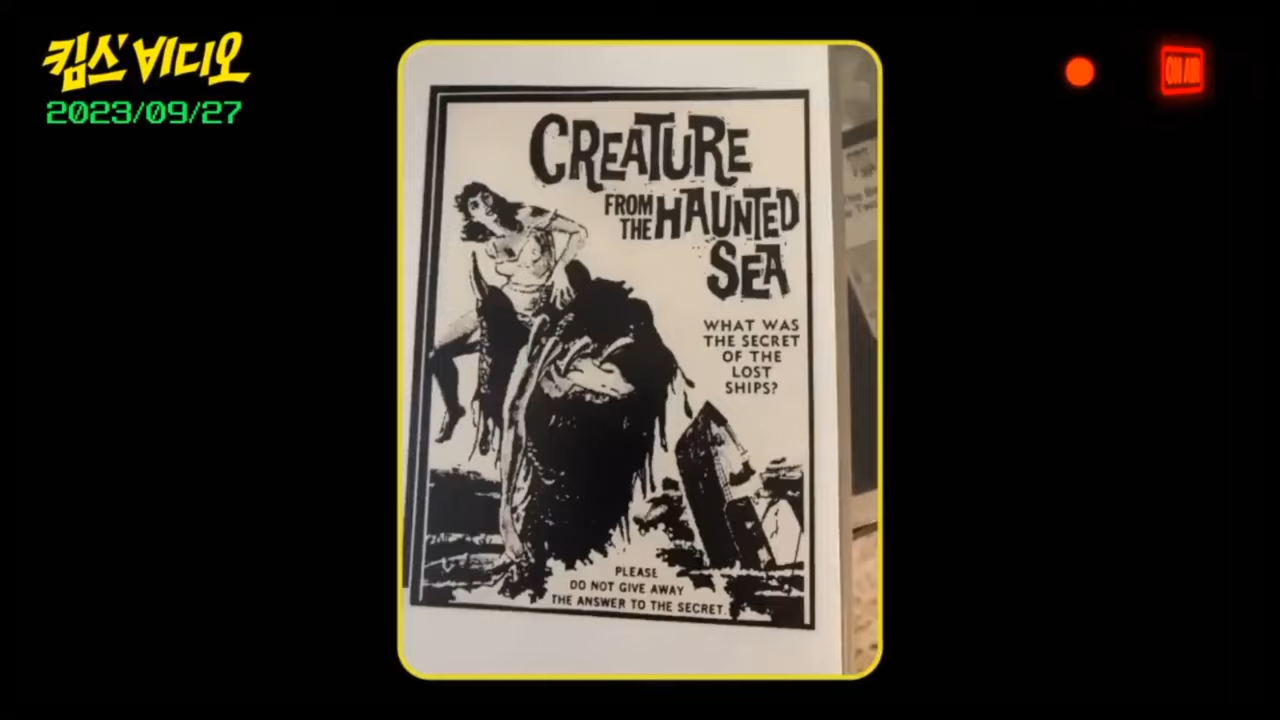 킴스비디오
2023/09/27
ON AIR
CREATURE
FROM
THE HAUNTED
SEA
WHAT WAS
THE SECRET
OF THE
LOST
SHIPS?
PLEASE
DO NOT GIVE AWAY
THE ANSWER TO THE SECRET.